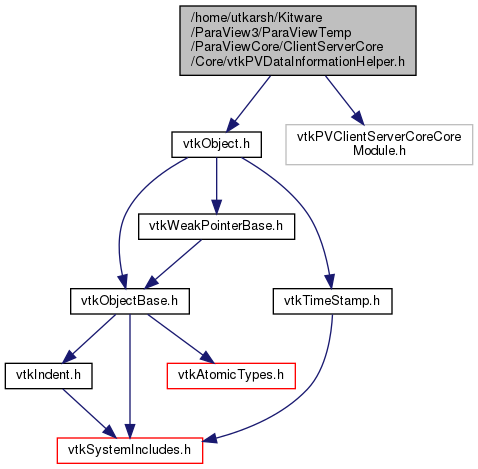 /home/utkarsh/Kitware
/ParaView3/ParaViewTemp
/ParaViewCore/ClientServerCore
/Core/vtkPVDataInformationHelper.h
vtkObject.h
vtkPVClientServerCoreCore
Module.h
vtkWeakPointerBase.h
vtkObjectBase.h
vtkTimeStamp.h
vtkIndent.h
vtkAtomicTypes.h
vtkSystemIncludes.h